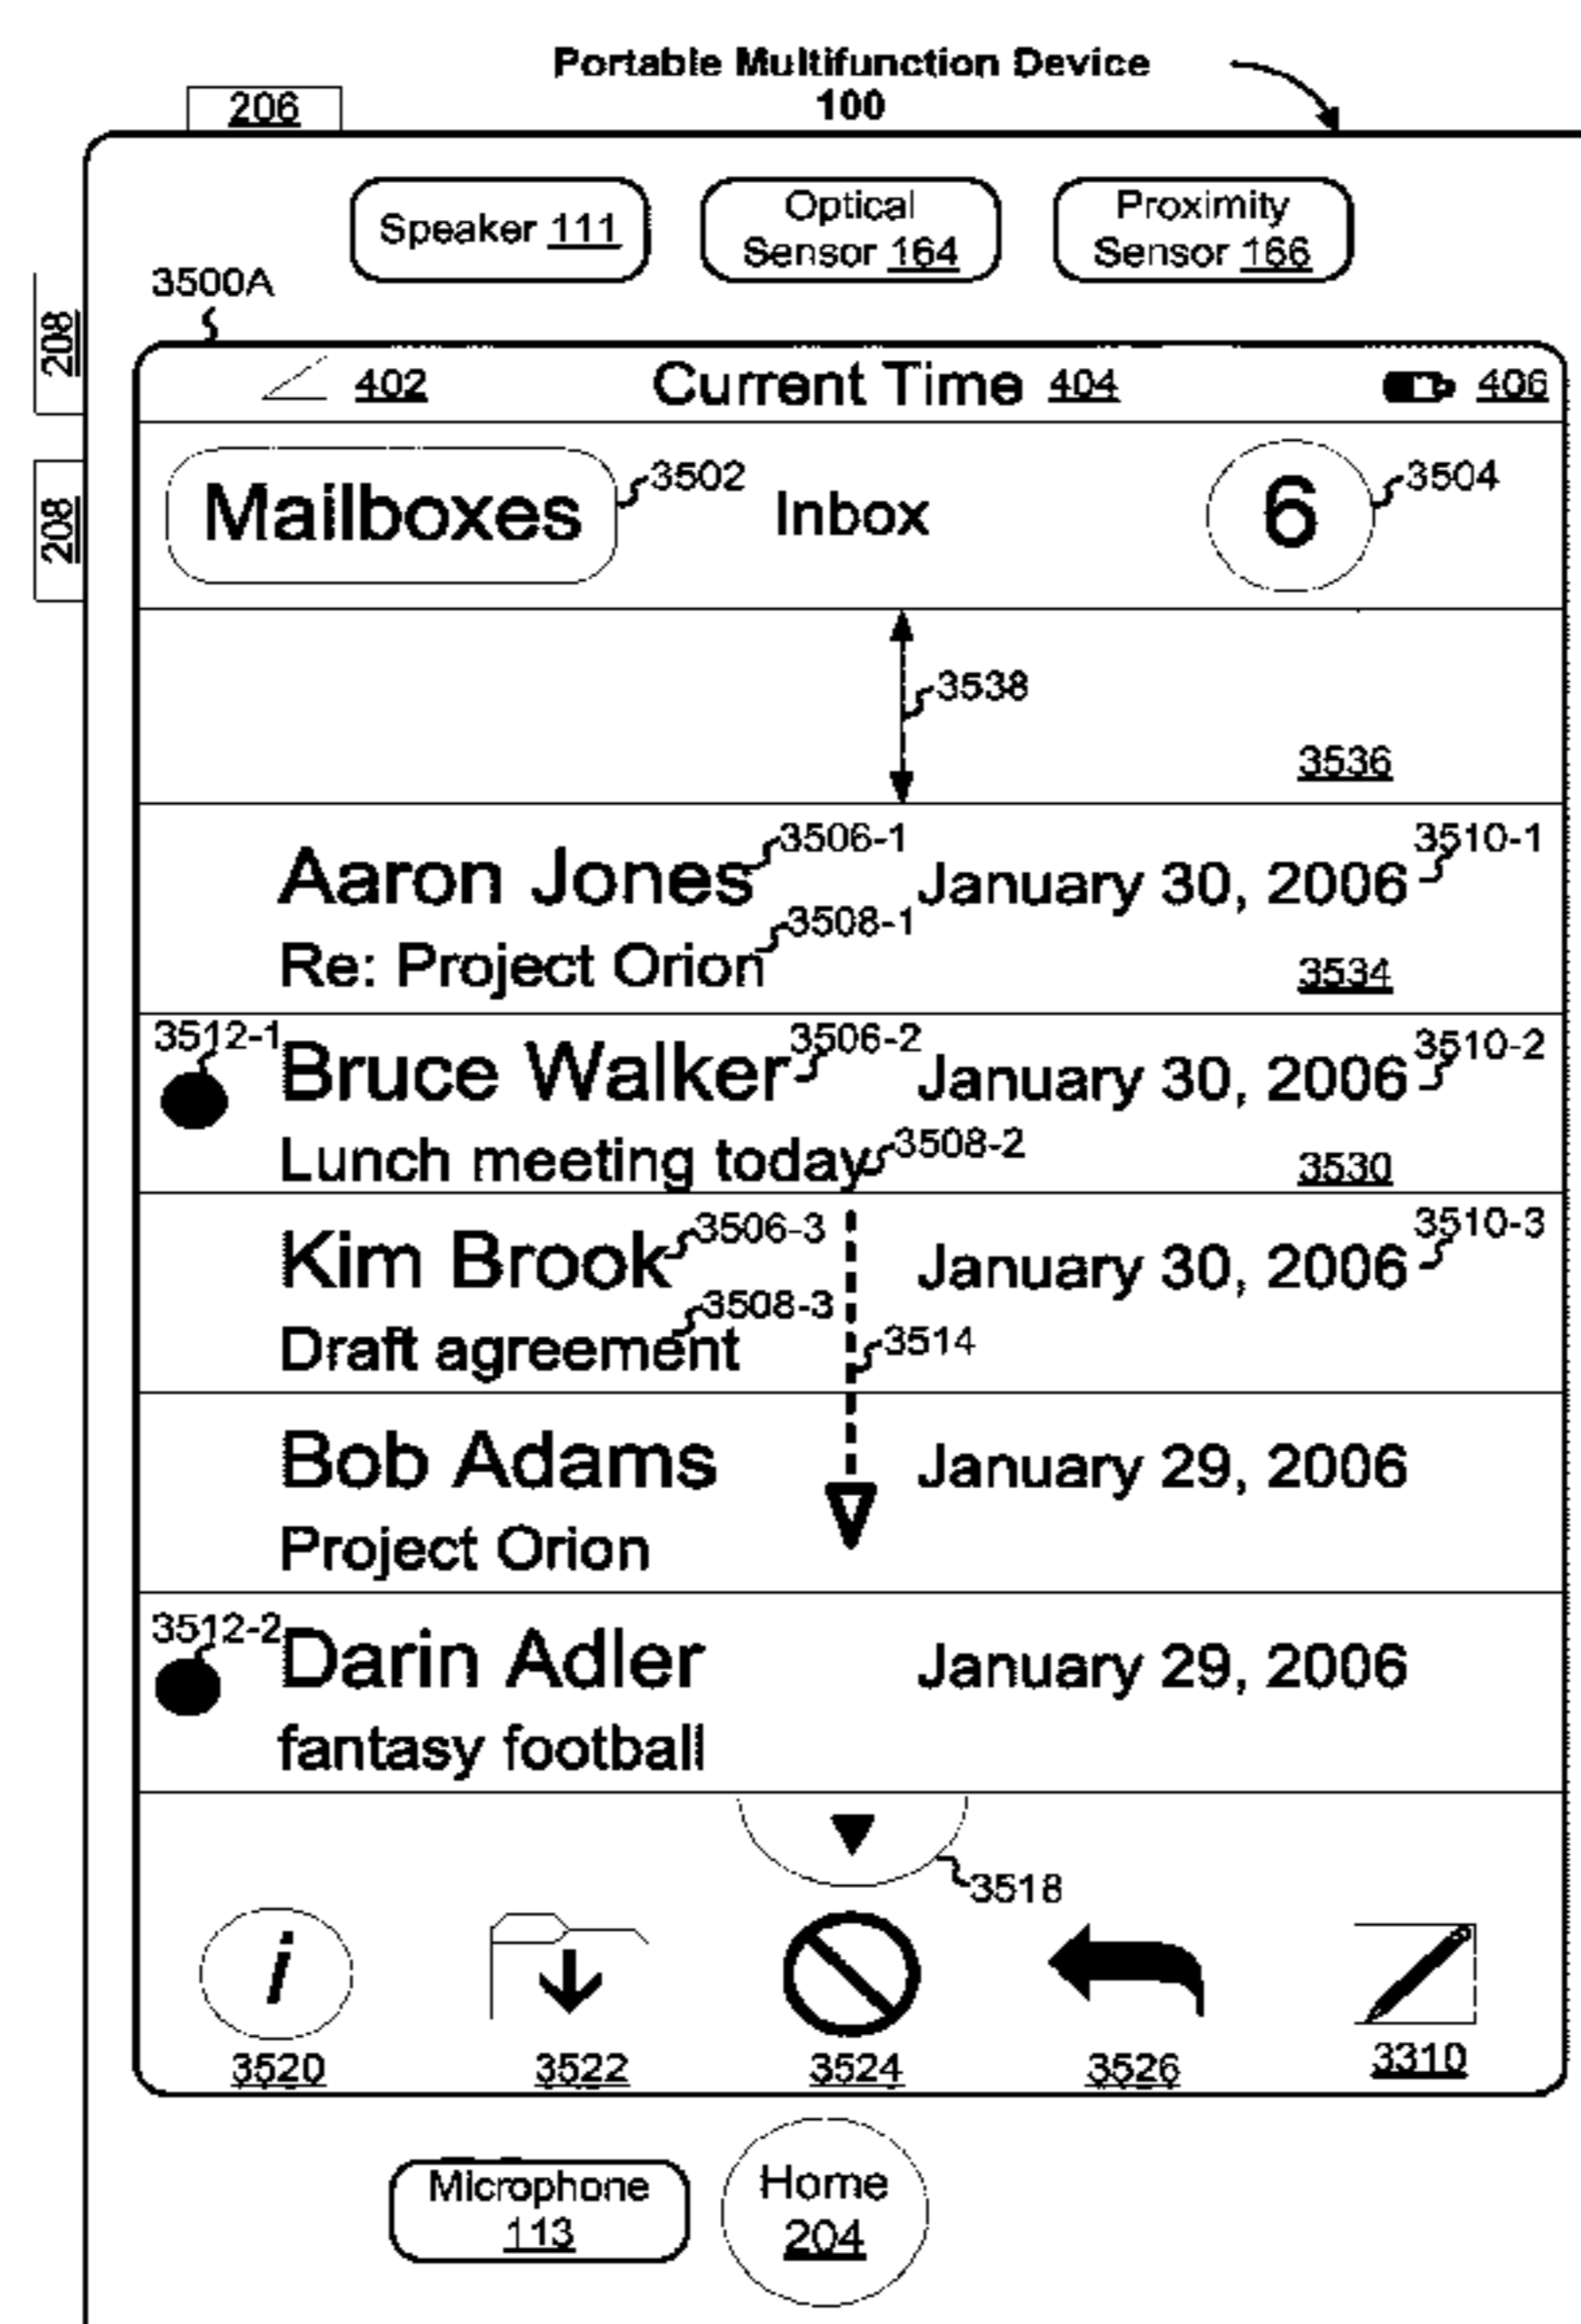 Portable Multifunction Device
100
206
Speaker 111
Optical
Sensor 164
Proximity
Sensor 166
3500A
208
402
Current Time 404
406
Mailboxes
3502
Inbox
6
3504
208
3538
3536
Aaron Jones
3506-1
January 30, 2006
3510-1
Re: Project Orion
3508-1
3534
3512-1
Bruce Walker
3506-2
January 30, 2006
3510-2
Lunch meeting today
3508-2
3530
Kim Brook
3506-3
January 30, 2006
3510-3
Draft agreement
3508-3
3514
Bob Adams
January 29, 2006
Project Orion
3512-2
Darin Adler
January 29, 2006
fantasy football
3518
i
3520
3522
3524
3526
3310
Microphone
113
Home
204